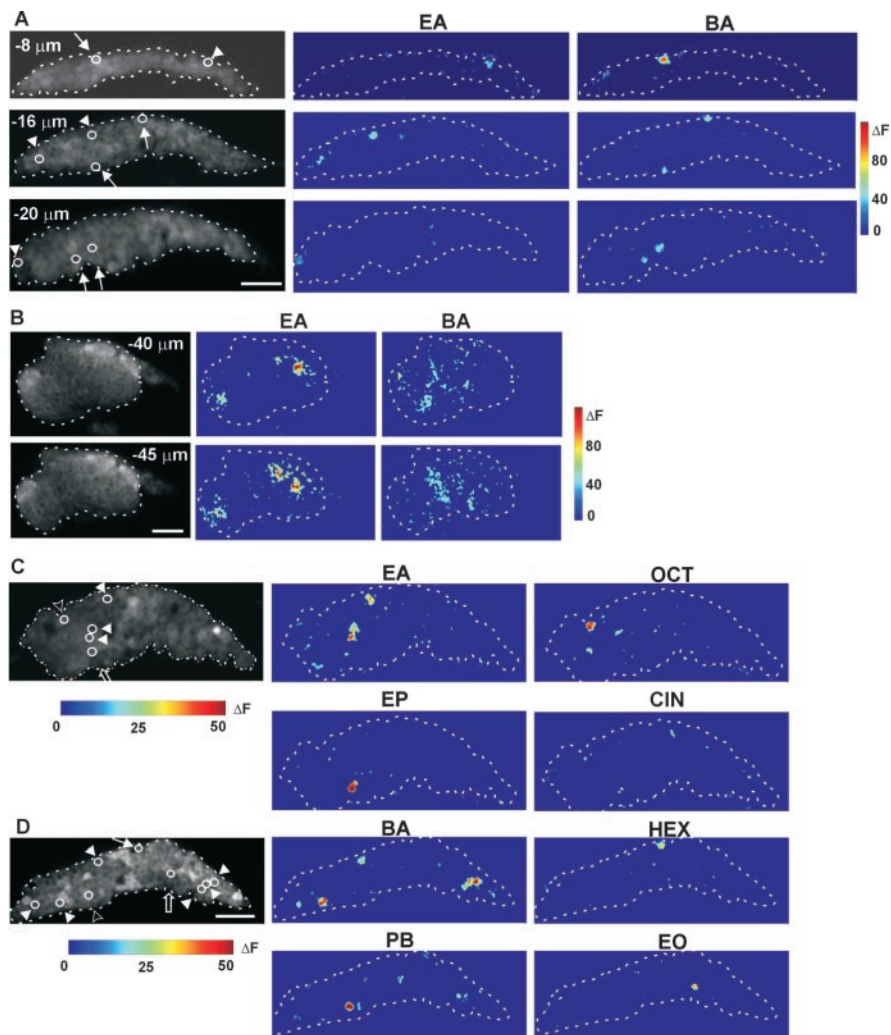 A
EA
BA
-8 μm
-16 μm
ΔF
80
40
0
-20 μm
B
EA
BA
-40 μm
ΔF
80
40
0
-45 μm
C
EA
OCT
0
25
50
ΔF
EP
CIN
D
BA
HEX
0
25
50
ΔF
PB
EO